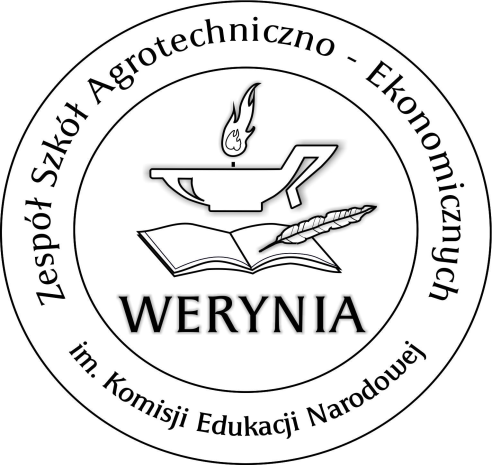 Zespół Szkół Agrotechniczno - Ekonomicznych
WERYNIA
im. Komisji Edukacji Narodowej